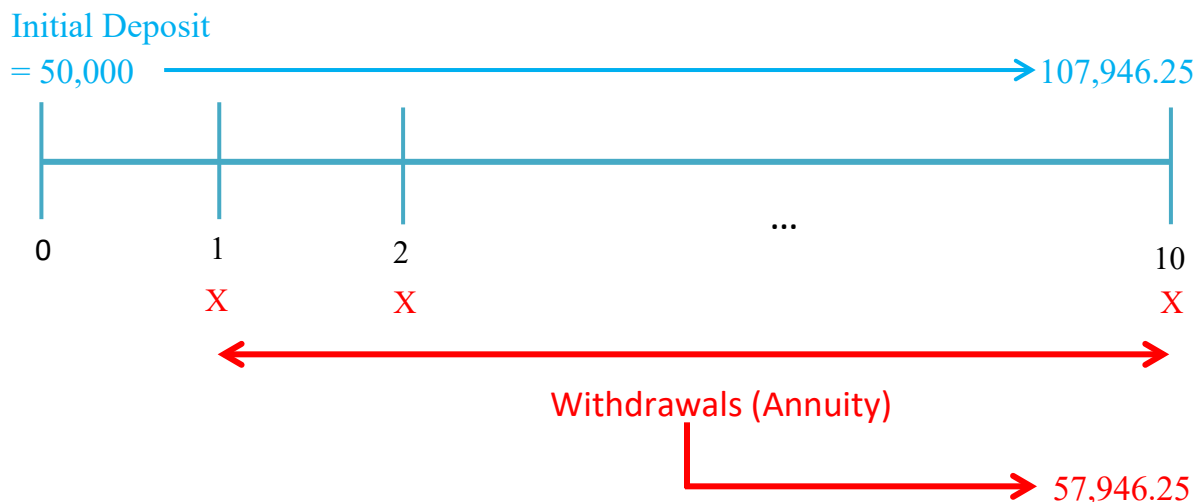 Initial Deposit
= 50,000
107,946.25
0
1
2
...
10
X
X
X
Withdrawals (Annuity)
57,946.25